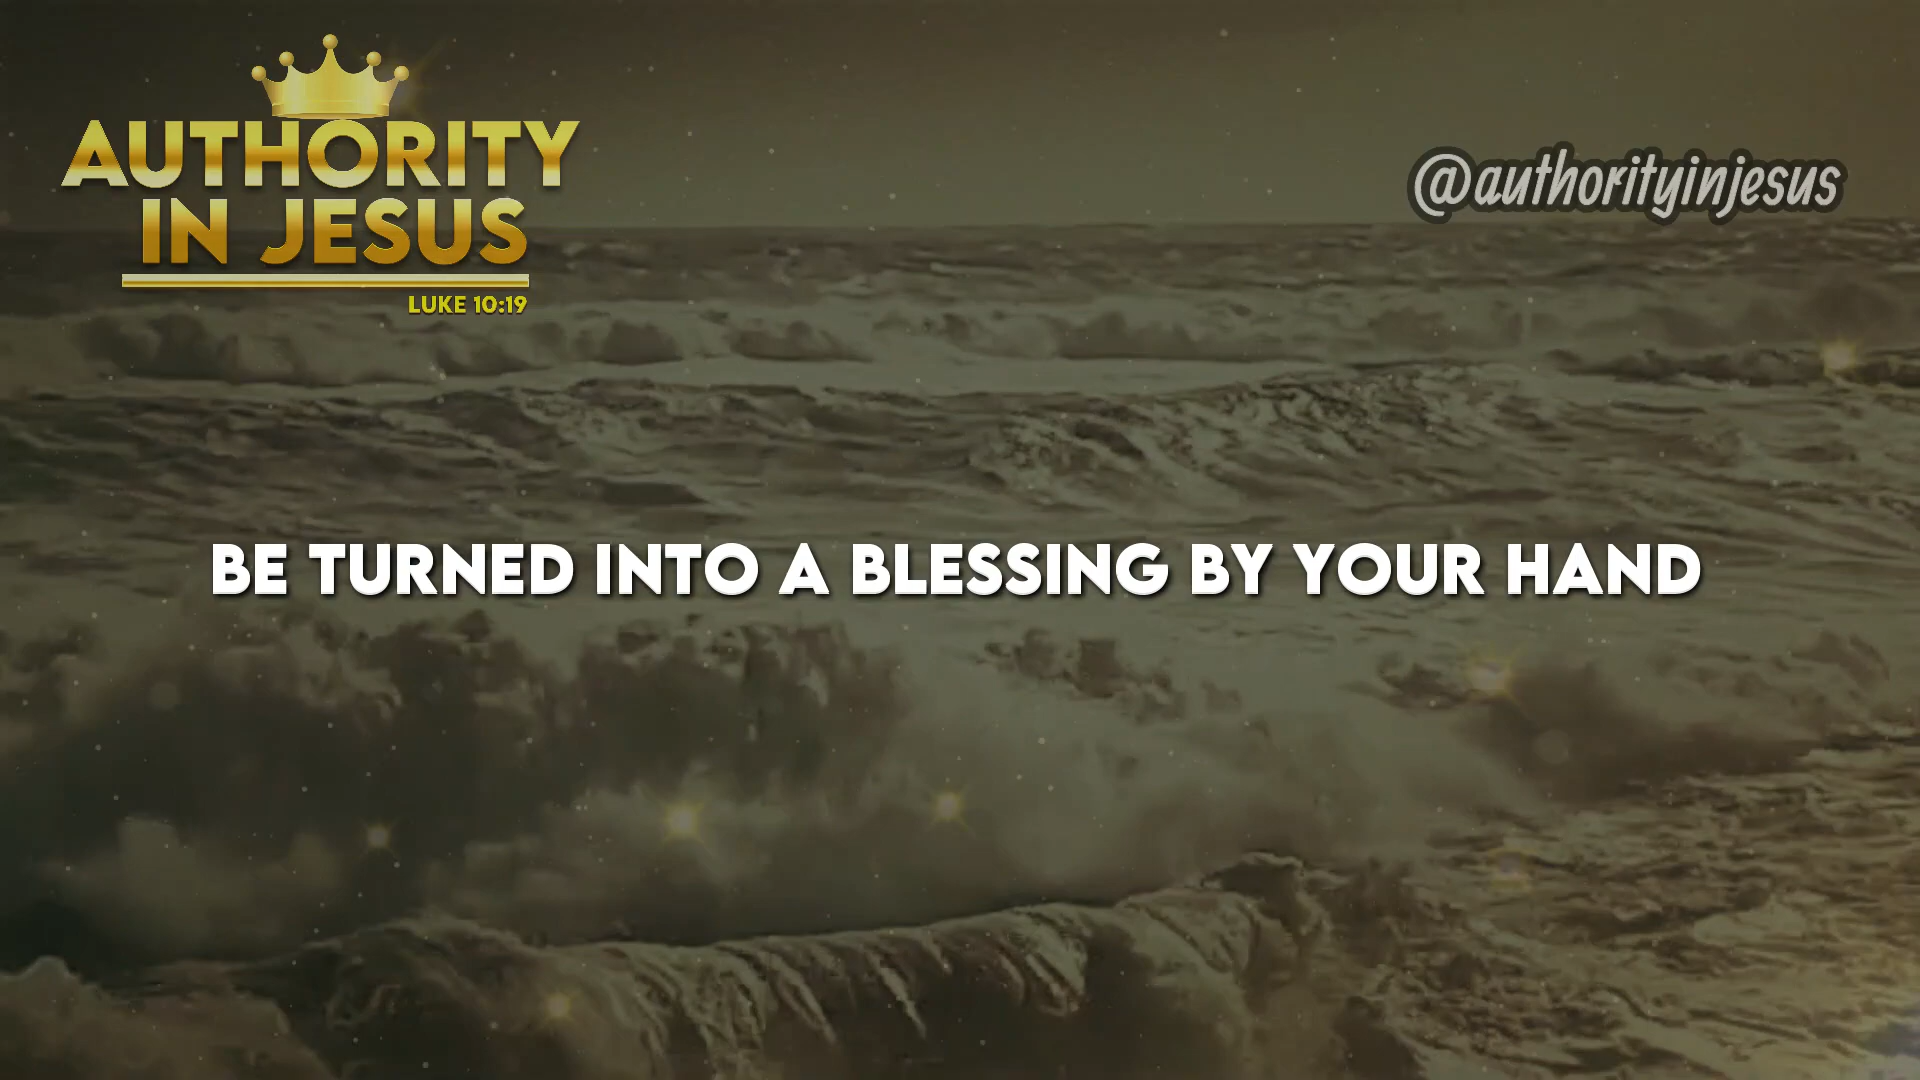 AUTHORITY
IN JESUS
LUKE 10:19
@authorityinjesus
BE TURNED INTO A BLESSING BY YOUR HAND